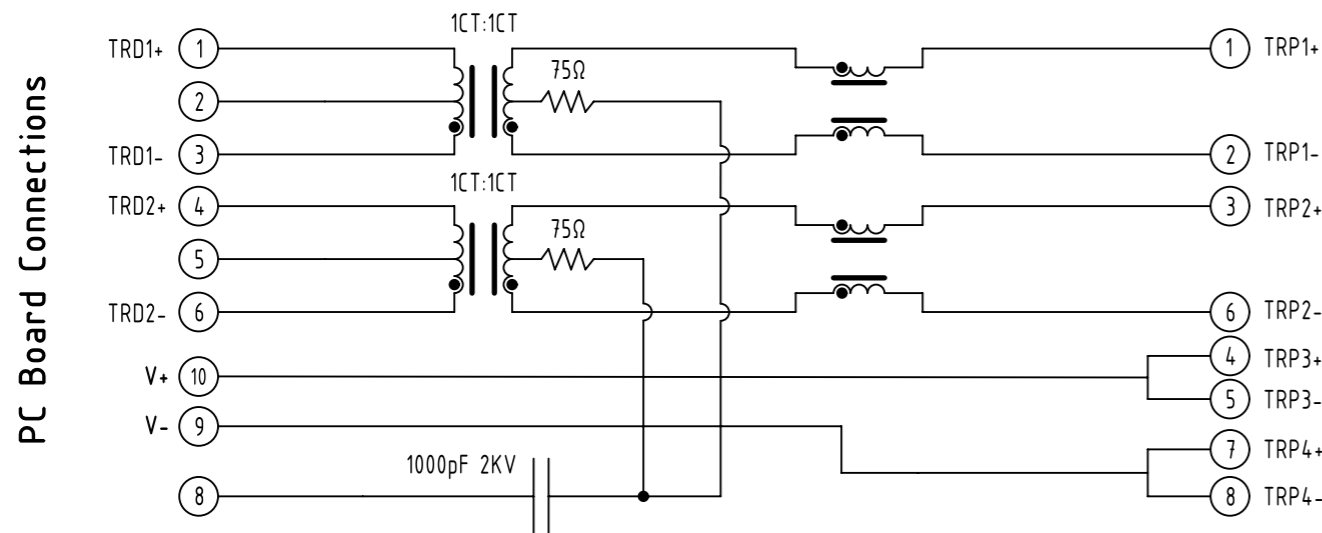 PC Board Connections
1CT:1CT
TRD1+ 1
75Ω
1 TRP1+
2
TRD1- 3
2 TRP1-
1CT:1CT
TRD2+ 4
3 TRP2+
75Ω
5
TRD2- 6
6 TRP2-
4 TRP3+
V+ 10
5 TRP3-
V- 9
7 TRP4+
1000pF 2KV
8
8 TRP4-